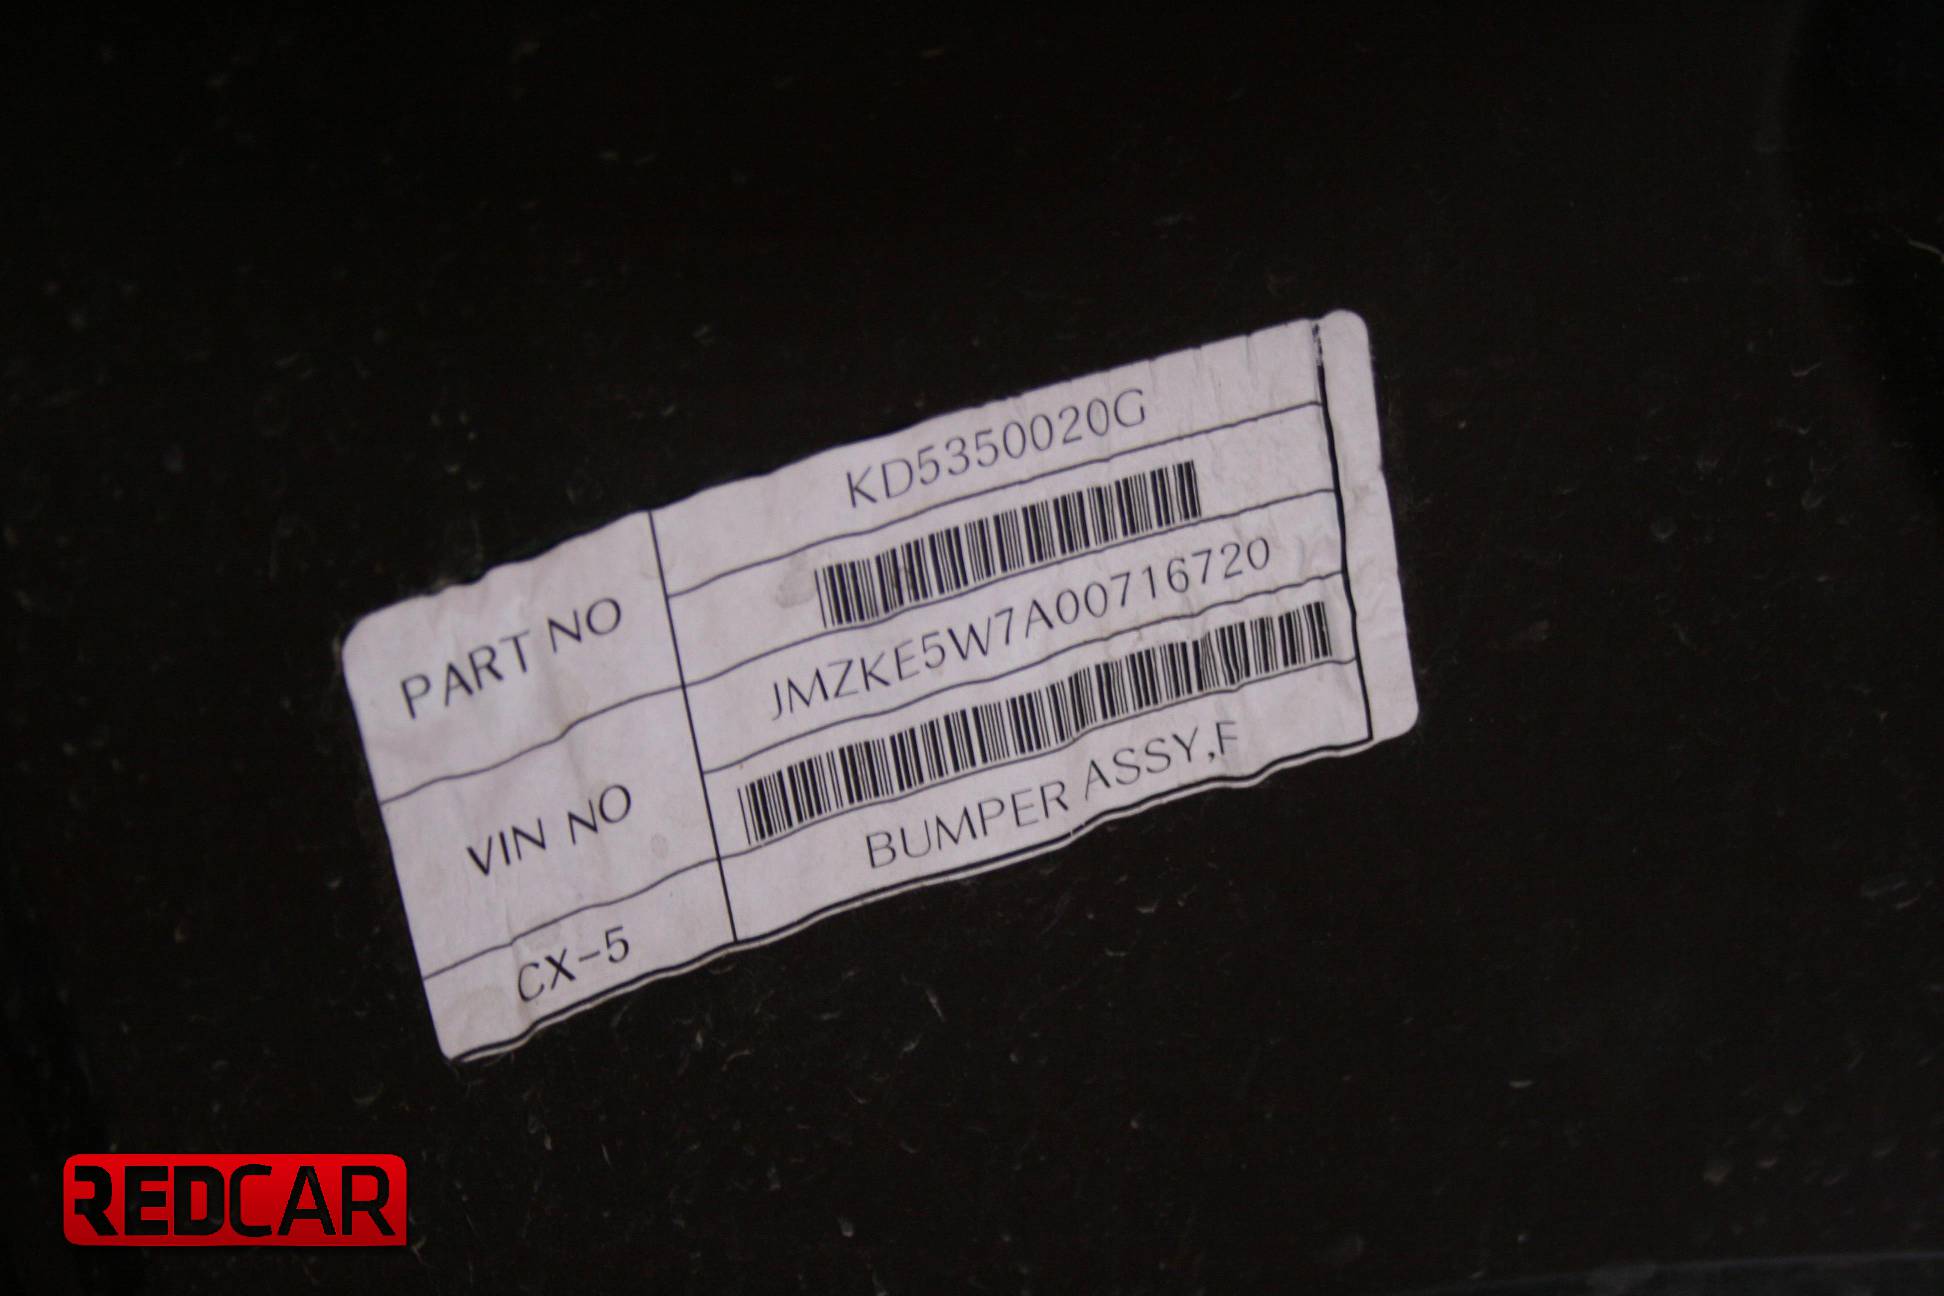 PART NO
KD5350020G
VIN NO
JMZKE5W7A00716720
CX-5
BUMPER ASSY,F
REDCAR